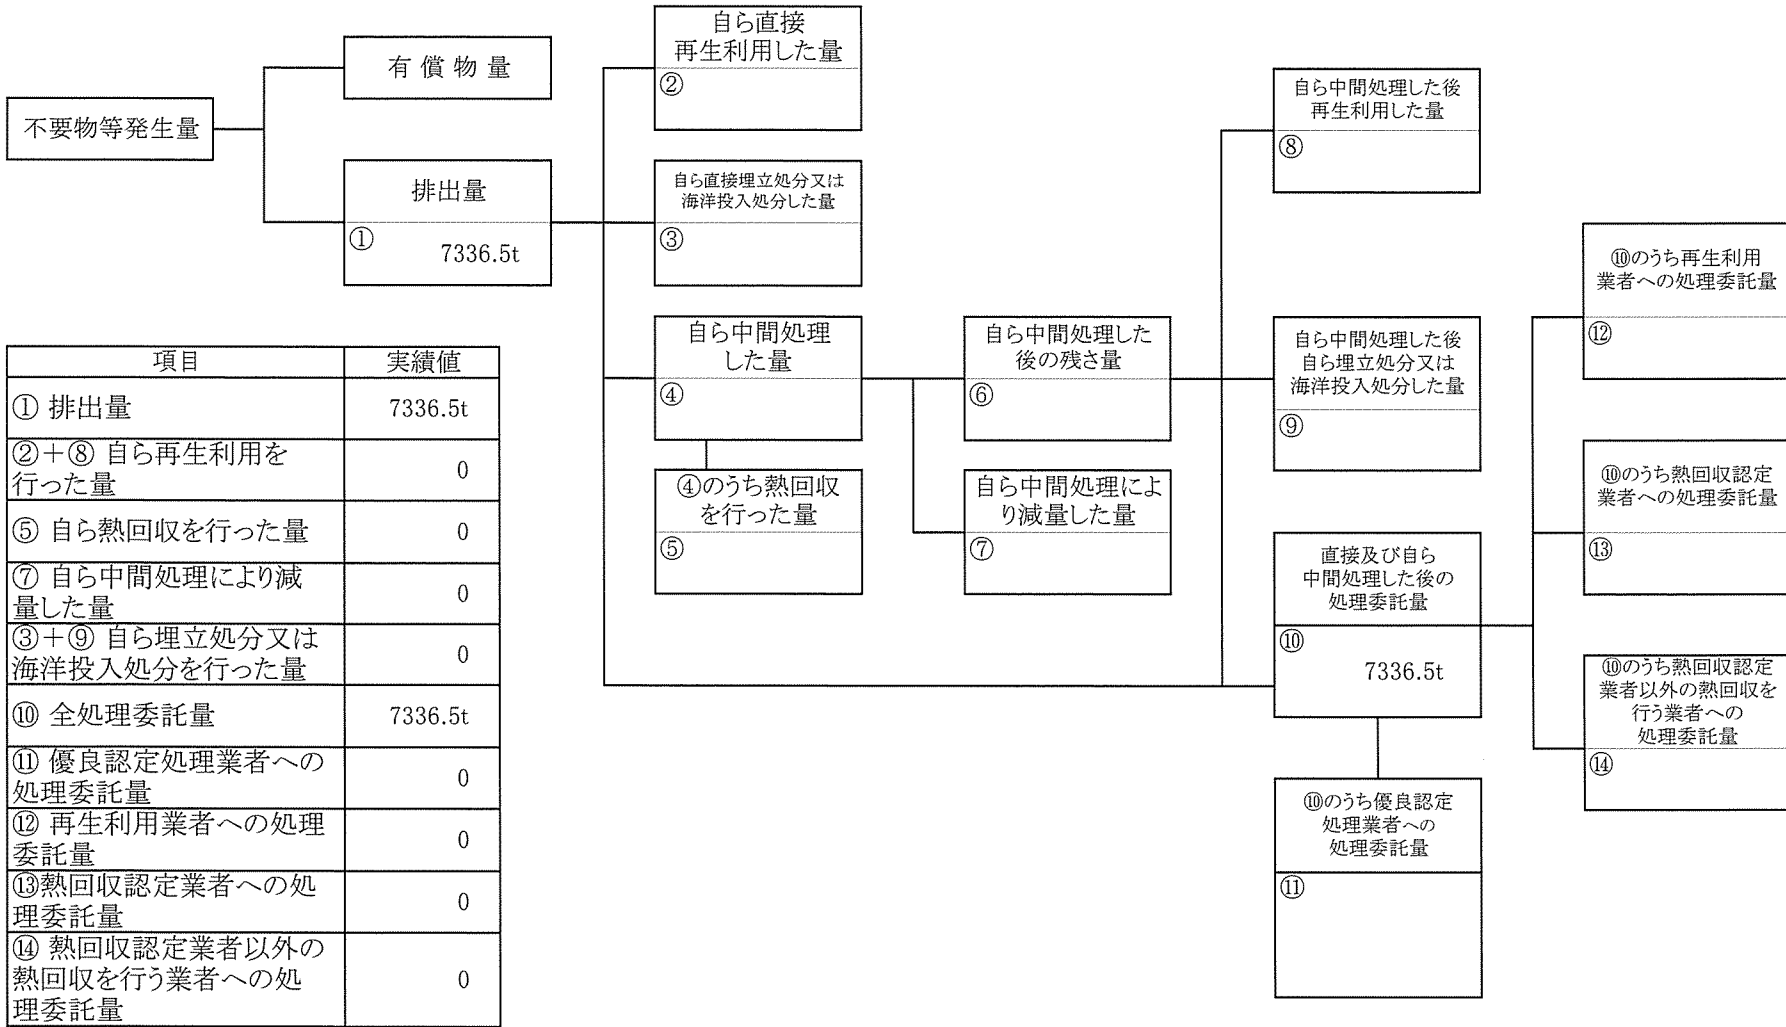 不要物等発生量
有償物量
排出量
①
7336.5t
自ら直接
再生利用した量
②
自ら直接埋立処分又は
海洋投入処分した量
③
自ら中間処理
した量
④
④のうち熱回収
を行った量
⑤
自ら中間処理した
後の残さ量
⑥
自ら中間処理によ
り減量した量
⑦
自ら中間処理した後
再生利用した量
⑧
自ら中間処理した後
自ら埋立処分又は
海洋投入処分した量
⑨
直接及び自ら
中間処理した後の
処理委託量
⑩
7336.5t
⑩のうち優良認定
処理業者への
処理委託量
⑪
⑩のうち再生利用
業者への処理委託量
⑫
⑩のうち熱回収認定
業者への処理委託量
⑬
⑩のうち熱回収認定
業者以外の熱回収を
行う業者への
処理委託量
⑭
項目 実績値
① 排出量 7336.5t
②+⑧ 自ら再生利用を
行った量 0
⑤ 自ら熱回収を行った量 0
⑦ 自ら中間処理により減
量した量 0
③+⑨ 自ら埋立処分又は
海洋投入処分を行った量 0
⑩ 全処理委託量 7336.5t
⑪ 優良認定処理業者への
処理委託量 0
⑫ 再生利用業者への処理
委託量 0
⑬熱回収認定業者への処
理委託量 0
⑭ 熱回収認定業者以外の
熱回収を行う業者への処
理委託量 0